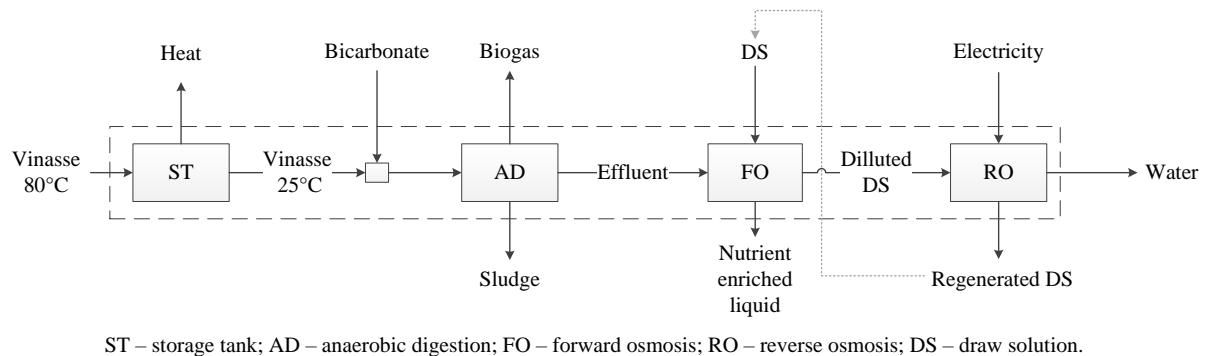 Heat
Bicarbonate
Biogas
DS
Electricity
Vinasse
80°C
ST
Vinasse
25°C
AD
Effluent
FO
Dilluted
DS
RO
Water
Sludge
Nutrient
enriched
liquid
Regenerated DS
ST – storage tank; AD – anaerobic digestion; FO – forward osmosis; RO – reverse osmosis; DS – draw solution.